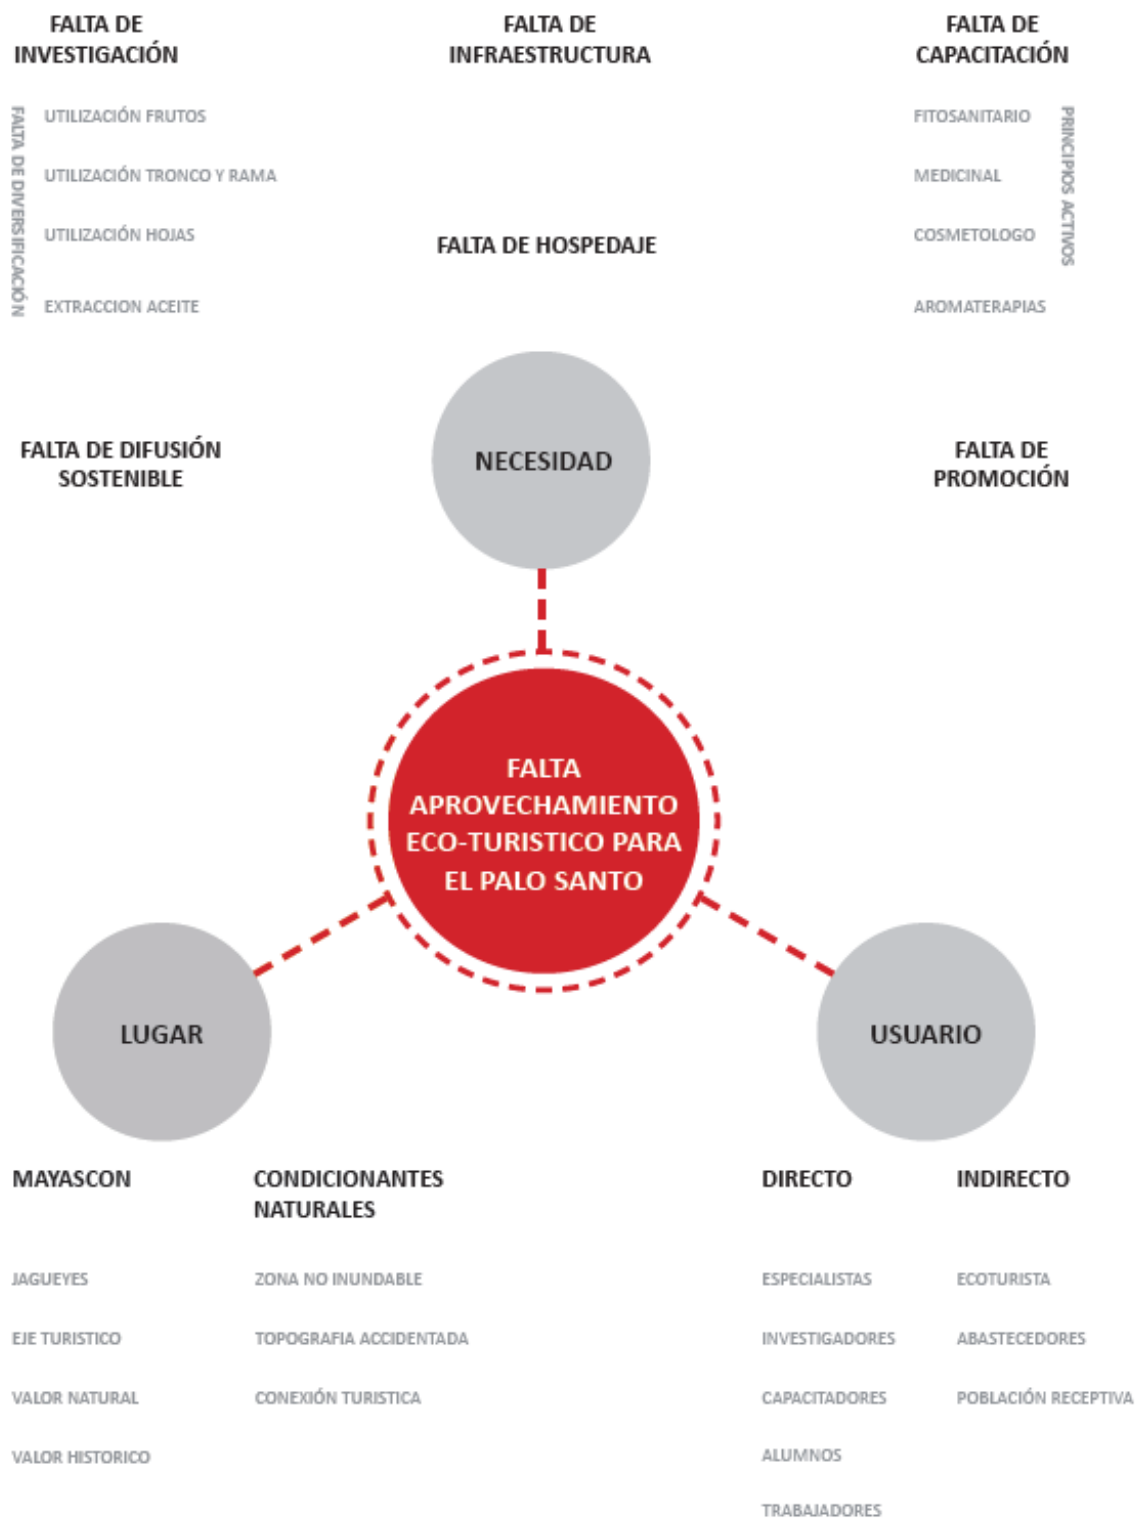 FALTA DE
INVESTIGACIÓN
FALTA DE
INFRAESTRUCTURA
FALTA DE
CAPACITACIÓN
FALTA DE DIVERSIFICACIÓN
UTILIZACIÓN FRUTOS
UTILIZACIÓN TRONCO Y RAMA
UTILIZACIÓN HOJAS
EXTRACCION ACEITE
FALTA DE HOSPEDAJE
FITOSANITARIO
MEDICINAL
COSMETOLOGO
AROMATERAPIAS
PRINCIPIOS ACTIVOS
FALTA DE DIFUSIÓN
SOSTENIBLE
NECESIDAD
FALTA DE
PROMOCIÓN
FALTA
APROVECHAMIENTO
ECO-TURISTICO PARA
EL PALO SANTO
LUGAR
USUARIO
MAYASCON
JAGUEYES
EJE TURISTICO
VALOR NATURAL
VALOR HISTORICO
CONDICIONANTES
NATURALES
ZONA NO INUNDABLE
TOPOGRAFIA ACCIDENTADA
CONEXIÓN TURISTICA
DIRECTO
ESPECIALISTAS
INVESTIGADORES
CAPACITADORES
ALUMNOS
TRABAJADORES
INDIRECTO
ECOTURISTA
ABASTECEDORES
POBLACIÓN RECEPTIVA